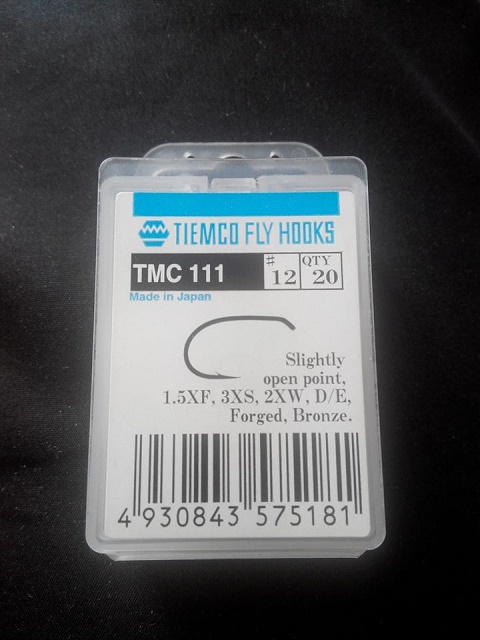 TIEMCO FLY HOOKS
TMC 111 # 12 QTY 20
Made in Japan
Slightly
open point,
1.5XF, 3XS, 2XW, D/E,
Forged, Bronze.
4 930843 575181